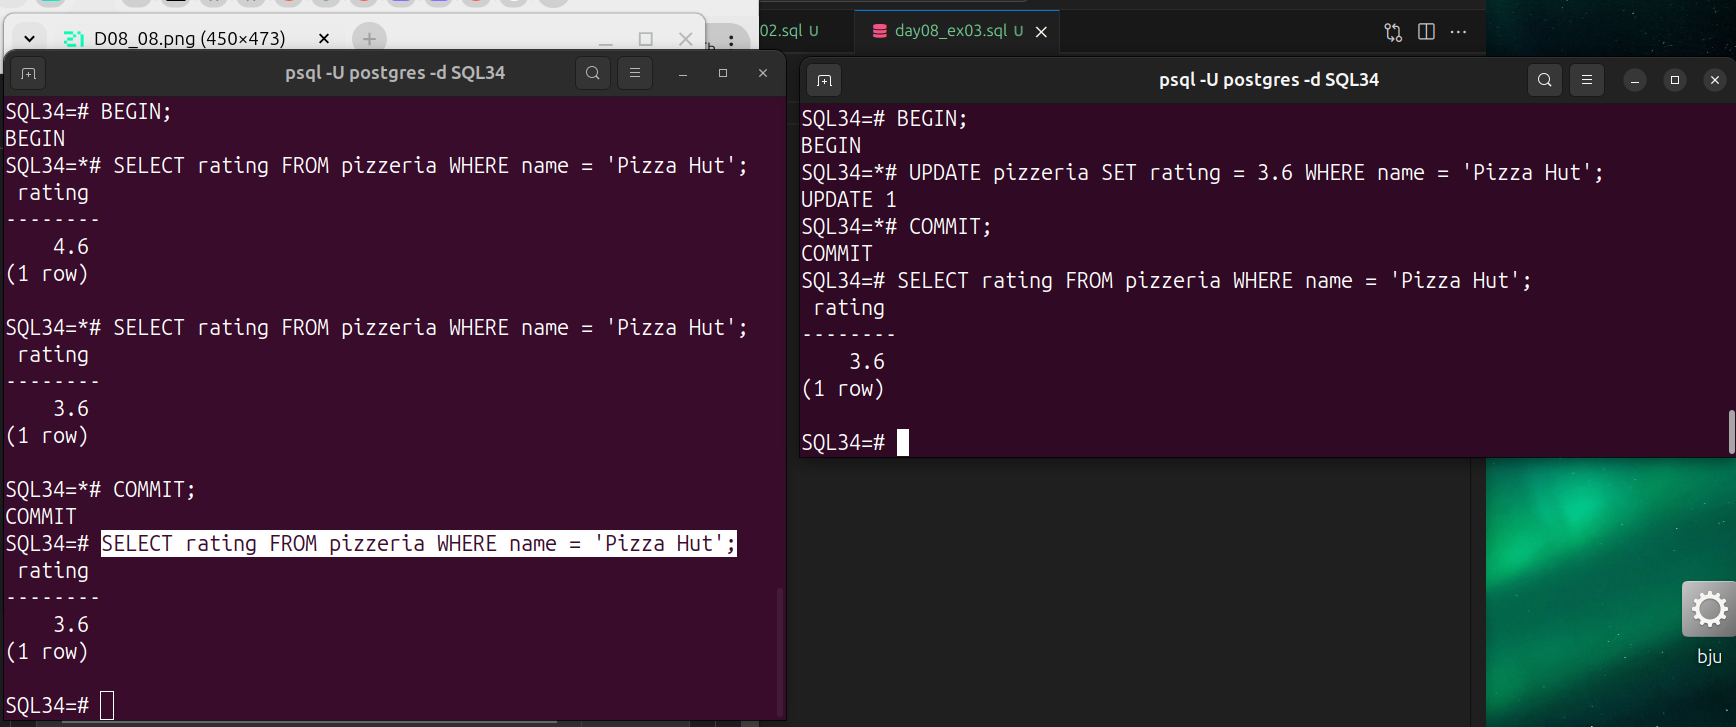 D08_08.png (450×473)
02.sql U
day08_ex03.sql U
psql -U postgres -d SQL34
SQL34=# BEGIN;
BEGIN
SQL34=*# SELECT rating FROM pizzeria WHERE name = 'Pizza Hut';
rating
--------
4.6
(1 row)
SQL34=*# SELECT rating FROM pizzeria WHERE name = 'Pizza Hut';
rating
--------
3.6
(1 row)
SQL34=*# COMMIT;
COMMIT
SQL34=# SELECT rating FROM pizzeria WHERE name = 'Pizza Hut';
rating
--------
3.6
(1 row)
SQL34=#
psql -U postgres -d SQL34
SQL34=# BEGIN;
BEGIN
SQL34=*# UPDATE pizzeria SET rating = 3.6 WHERE name = 'Pizza Hut';
UPDATE 1
SQL34=*# COMMIT;
COMMIT
SQL34=# SELECT rating FROM pizzeria WHERE name = 'Pizza Hut';
rating
--------
3.6
(1 row)
SQL34=#
bju